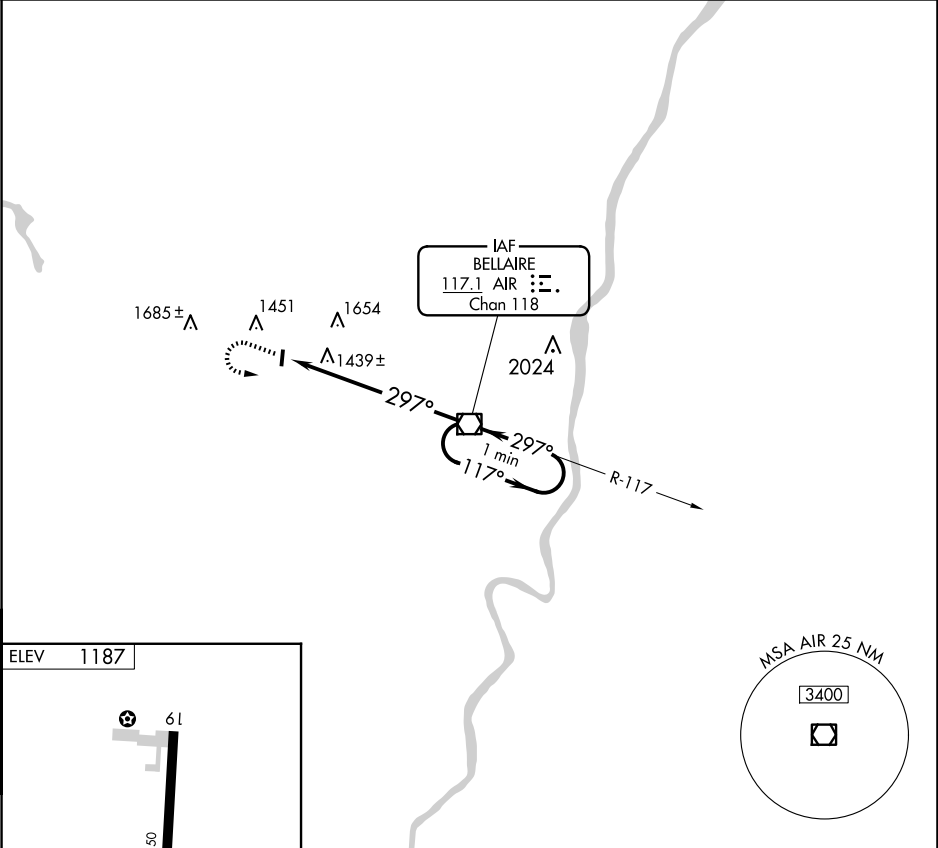 IAF
BELLAIRE
117.1 AIR
Chan 118
1685 ±
1451
1654
1439 ±
2024
297°
297°
1 min
117°
R-117
ELEV 1187
19
50
MSA AIR 25 NM
3400